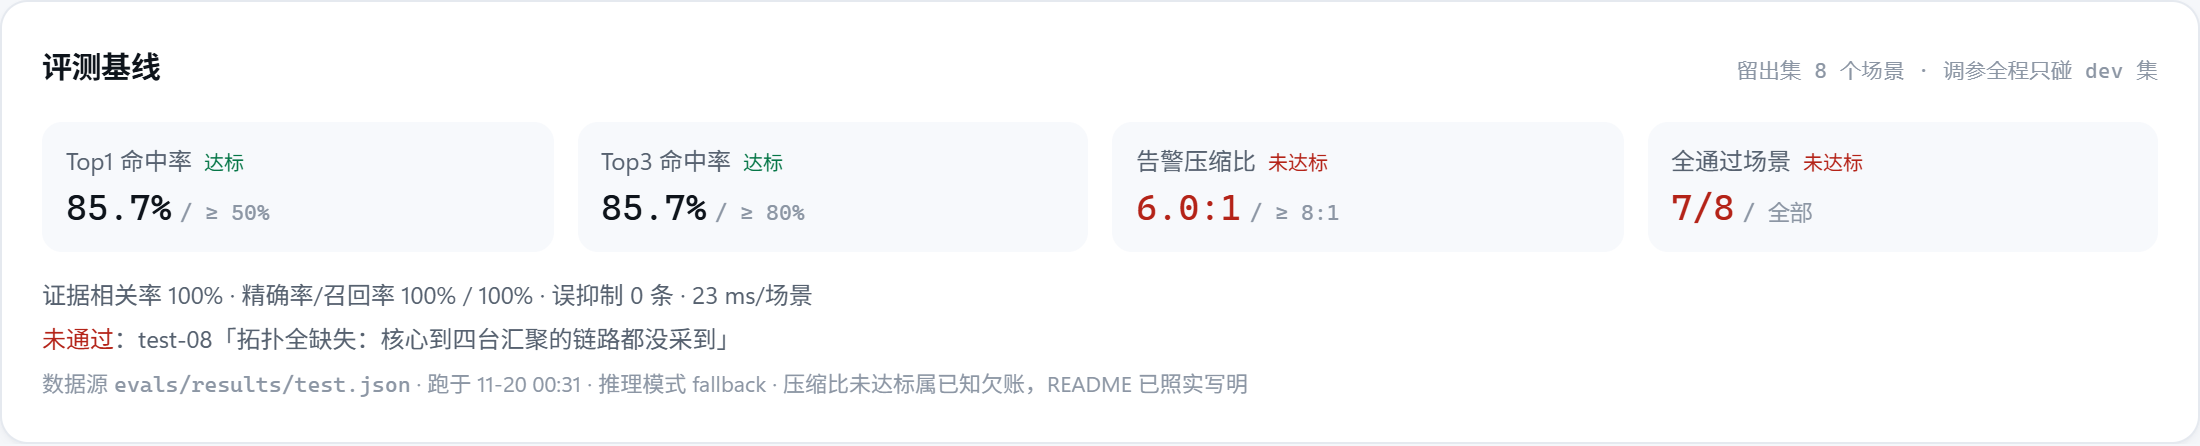 评测基线
留出集 8 个场景 · 调参全程只碰 dev 集
Top1 命中率 达标
85.7% / ≥ 50%
Top3 命中率 达标
85.7% / ≥ 80%
告警压缩比 未达标
6.0:1 / ≥ 8:1
全通过场景 未达标
7/8 / 全部
证据相关率 100% · 精确率/召回率 100% / 100% · 误抑制 0 条 · 23 ms/场景
未通过：test-08「拓扑全缺失：核心到四台汇聚的链路都没采到」
数据源 evals/results/test.json · 跑于 11-20 00:31 · 推理模式 fallback · 压缩比未达标属已知欠账，README 已照实写明